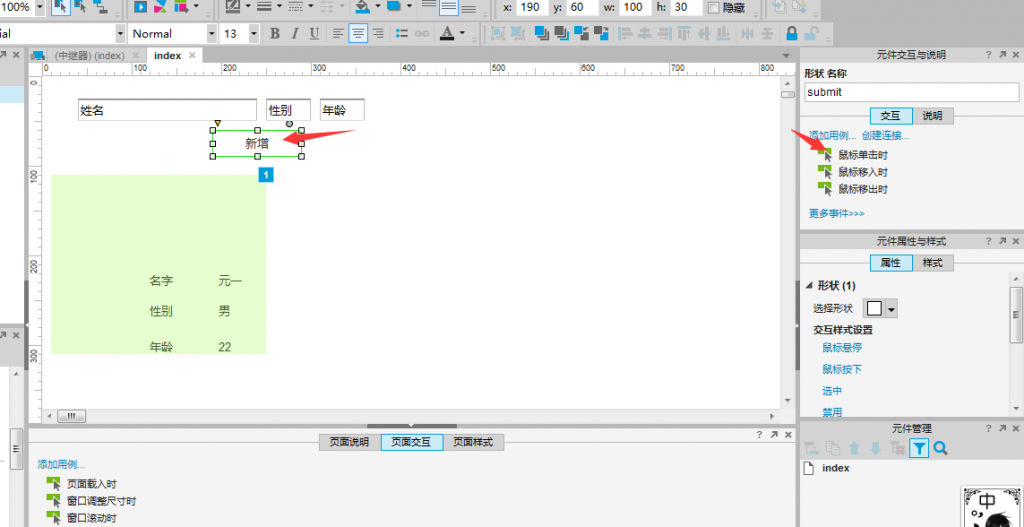 100%
x: 190 y: 60 w: 100 h: 30 隐藏
ial Normal 13 B I U A
(中继器) (index) index
元件交互与说明
0 100 200 300 400 500 600 700 800
0
100
200
300
姓名 性别 年龄
新增
1
名字 元一
性别 男
年龄 22
形状 名称
submit
交互 说明
添加用例... 创建连接...
鼠标单击时
鼠标移入时
鼠标移出时
更多事件>>>
元件属性与样式
属性 样式
形状 (1)
选择形状
交互样式设置
鼠标悬停
鼠标按下
选中
禁用
元件管理
index
页面说明 页面交互 页面样式
添加用例...
页面载入时
窗口调整尺寸时
窗口滚动时
中